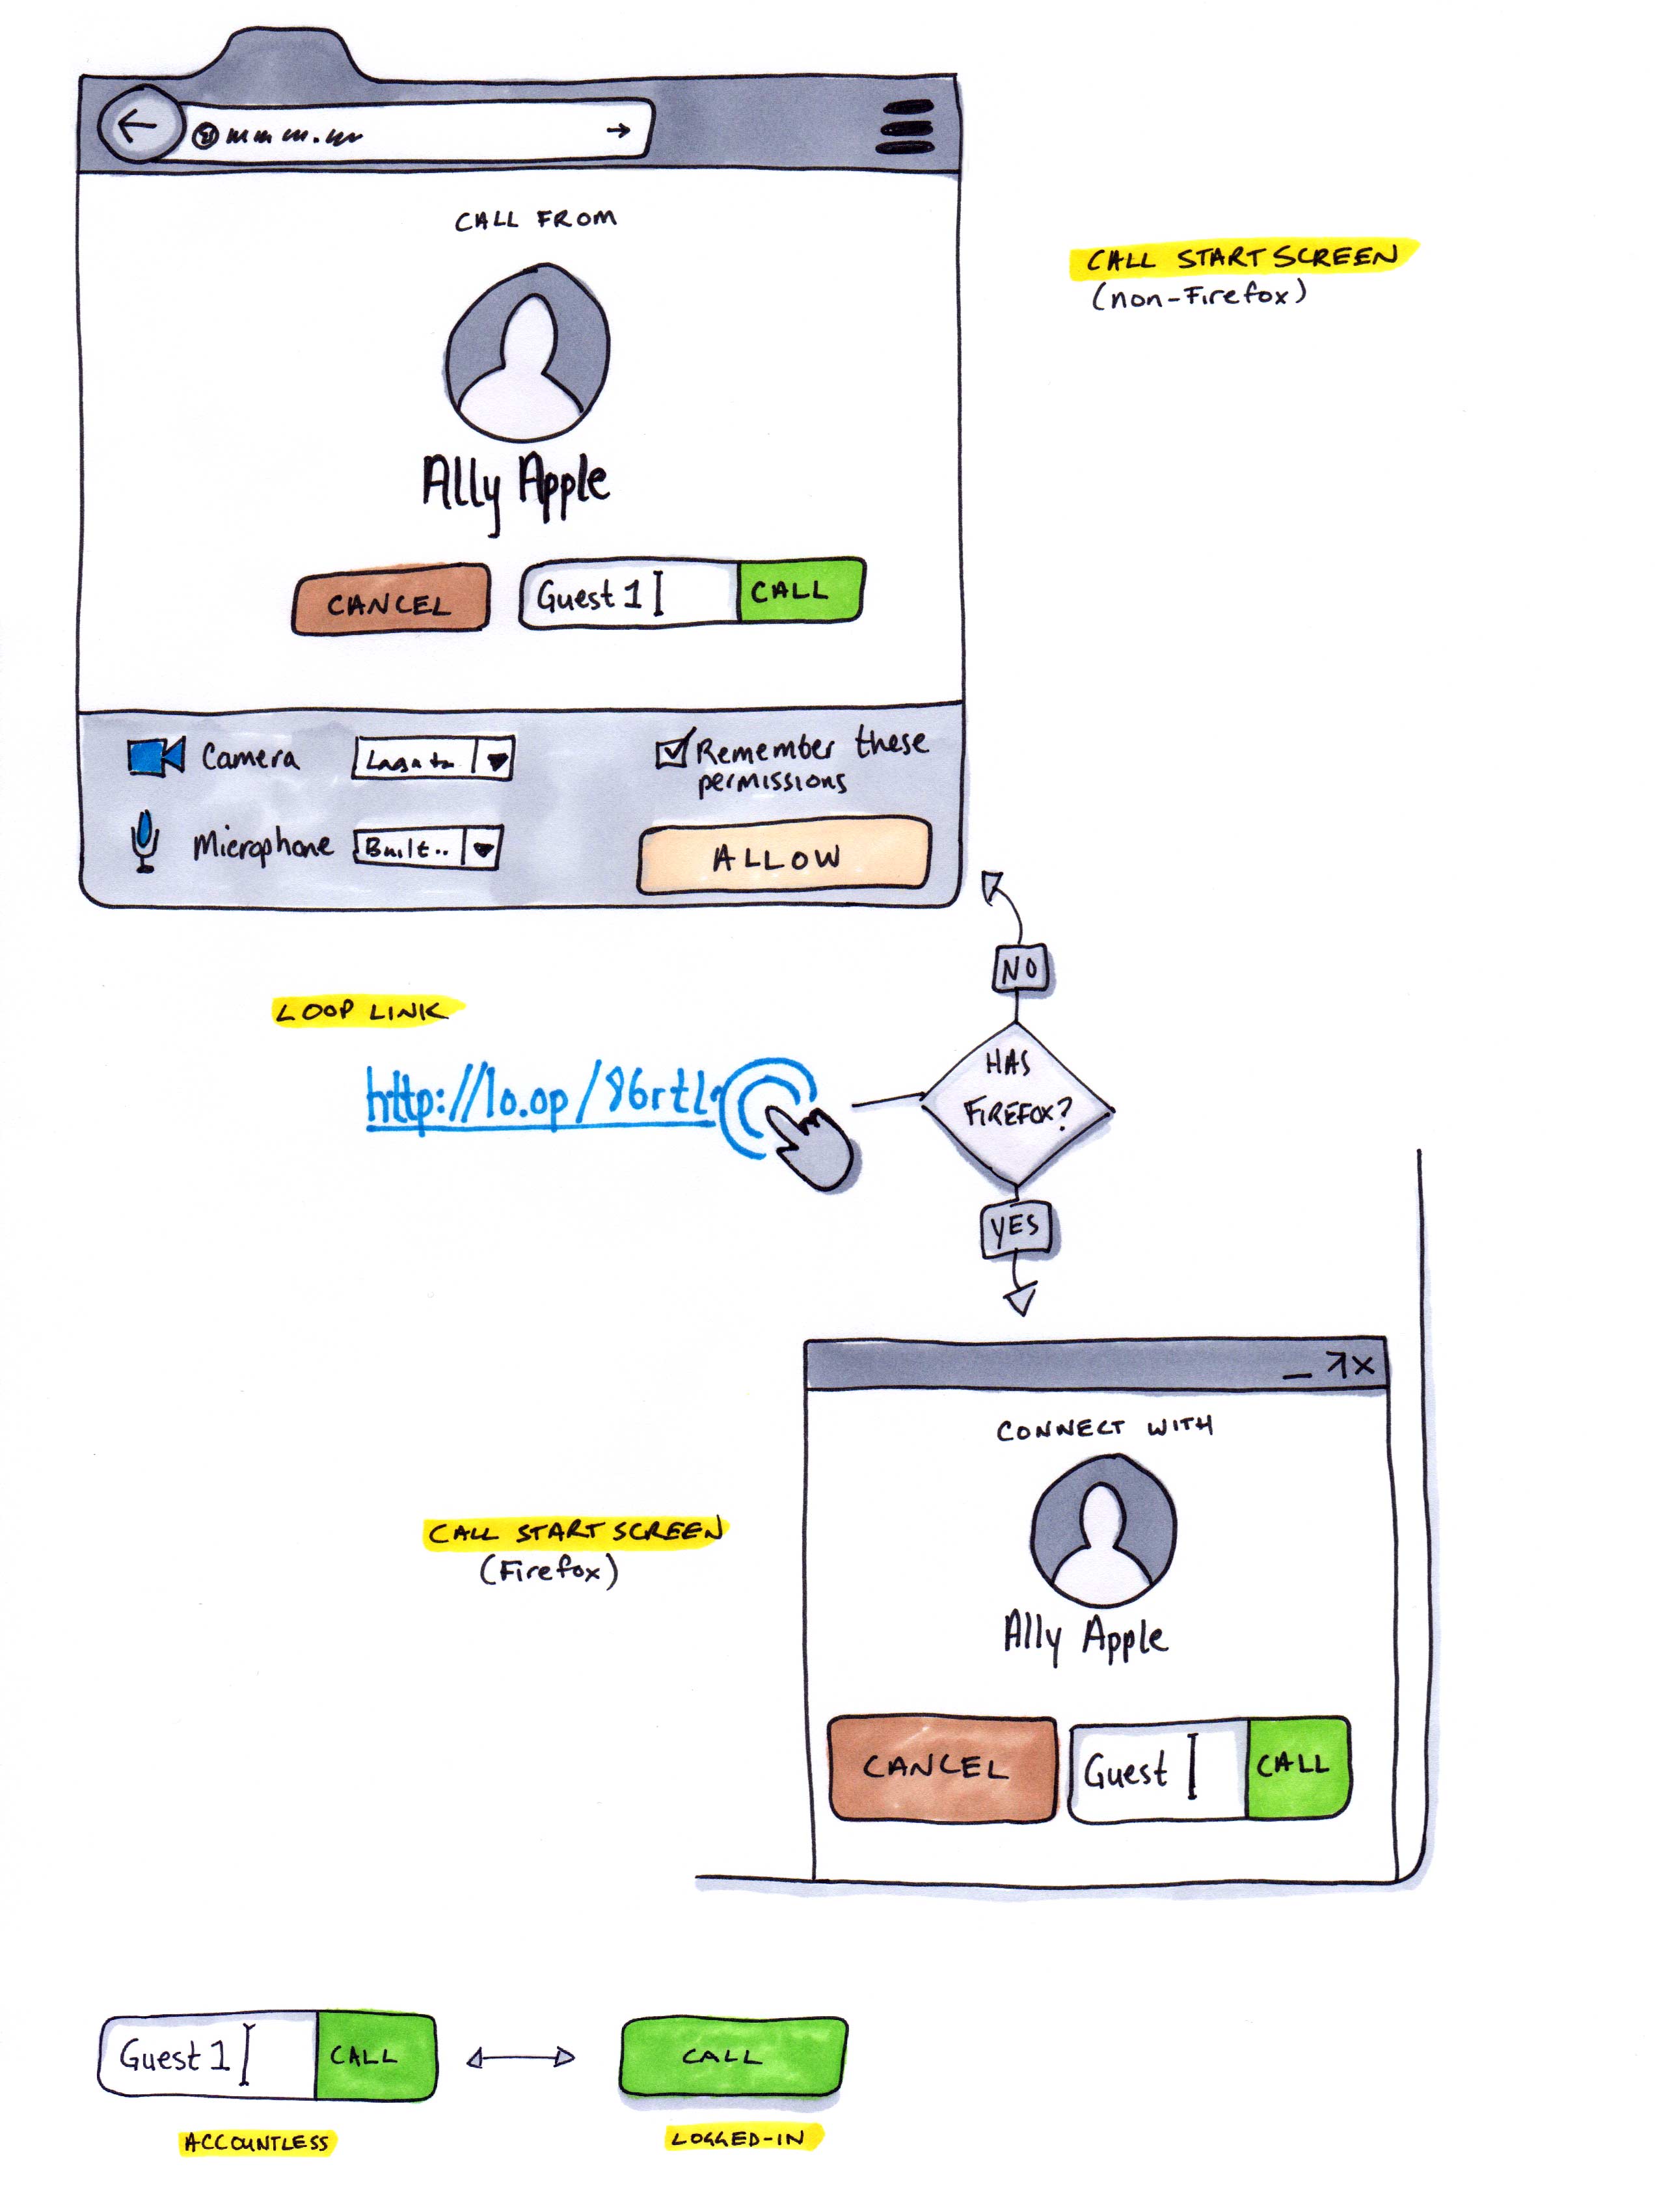 CALL FROM
CALL START SCREEN
(non-Firefox)
Ally Apple
CANCEL
Guest 1
CALL
Camera
Remember these
permissions
Microphone
Built..
ALLOW
NO
LOOP LINK
HAS
FIREFOX?
http://lo.op/86rtl
YES
CONNECT WITH
CALL START SCREEN
(Firefox)
Ally Apple
CANCEL
Guest
CALL
Guest 1
CALL
CALL
ACCOUNTLESS
LOGGED-IN